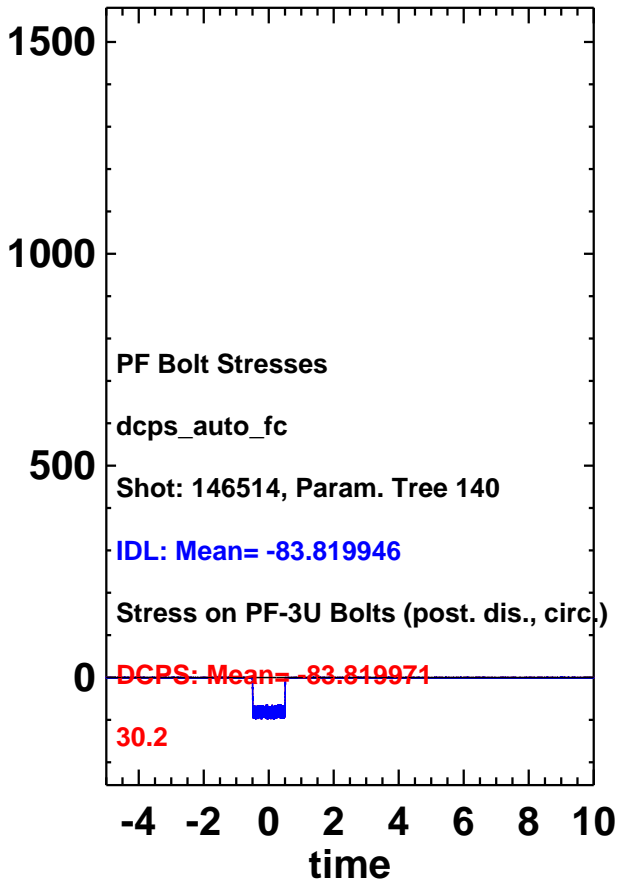 1500
1000
PF Bolt Stresses
dcps_auto_fc
500
Shot: 146514, Param. Tree 140
IDL: Mean= -83.819946
Stress on PF-3U Bolts (post. dis., circ.)
0
DCPS: Mean= -83.819971
30.2
-4 -2 0 2 4 6 8 10
time